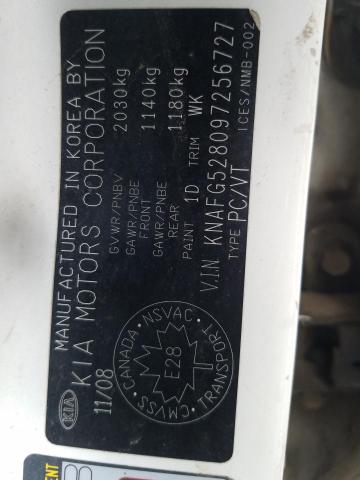 MANUFACTURED IN KOREA BY
KIA KIA MOTORS CORPORATION
11/08
GVWR/PNBV 2030kg
GAWR/PNBE FRONT 1140kg
GAWR/PNBE REAR 1180kg
PAINT 1D TRIM WK
V.I.N KNAFG528097256727
TYPE PC/VT ICES/NMB-002
CANADA · NSVAC · TRANSPORT · CMVSS ·
E28